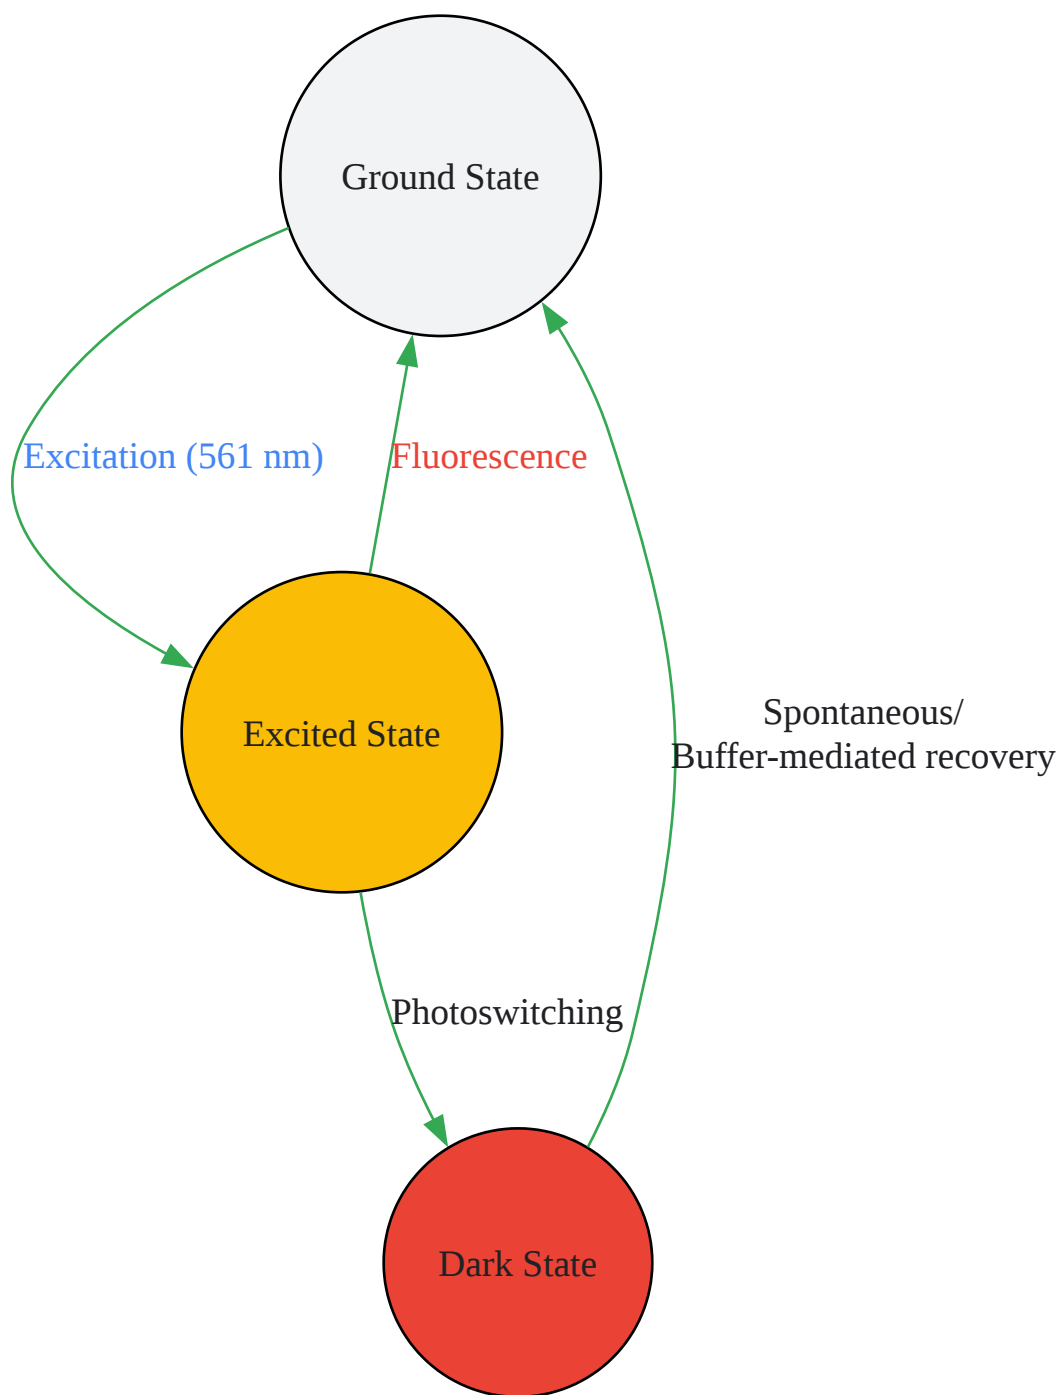 Ground State
Excitation (561 nm)
Fluorescence
Excited State
Spontaneous/
Buffer-mediated recovery
Photoswitching
Dark State